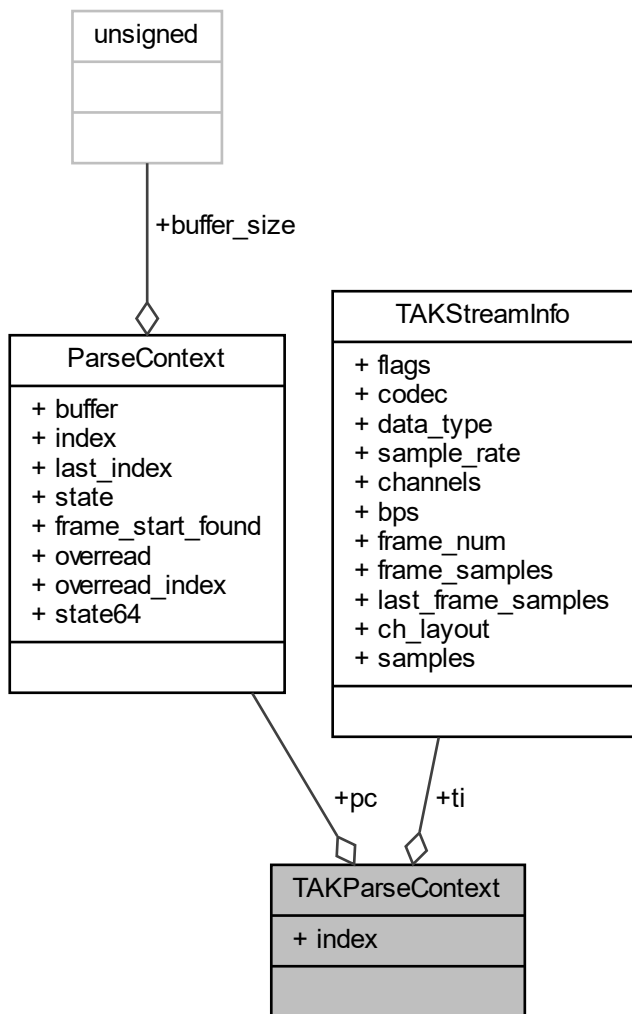 unsigned
+buffer_size
ParseContext
+ buffer
+ index
+ last_index
+ state
+ frame_start_found
+ overread
+ overread_index
+ state64
TAKStreamInfo
+ flags
+ codec
+ data_type
+ sample_rate
+ channels
+ bps
+ frame_num
+ frame_samples
+ last_frame_samples
+ ch_layout
+ samples
+pc
+ti
TAKParseContext
+ index